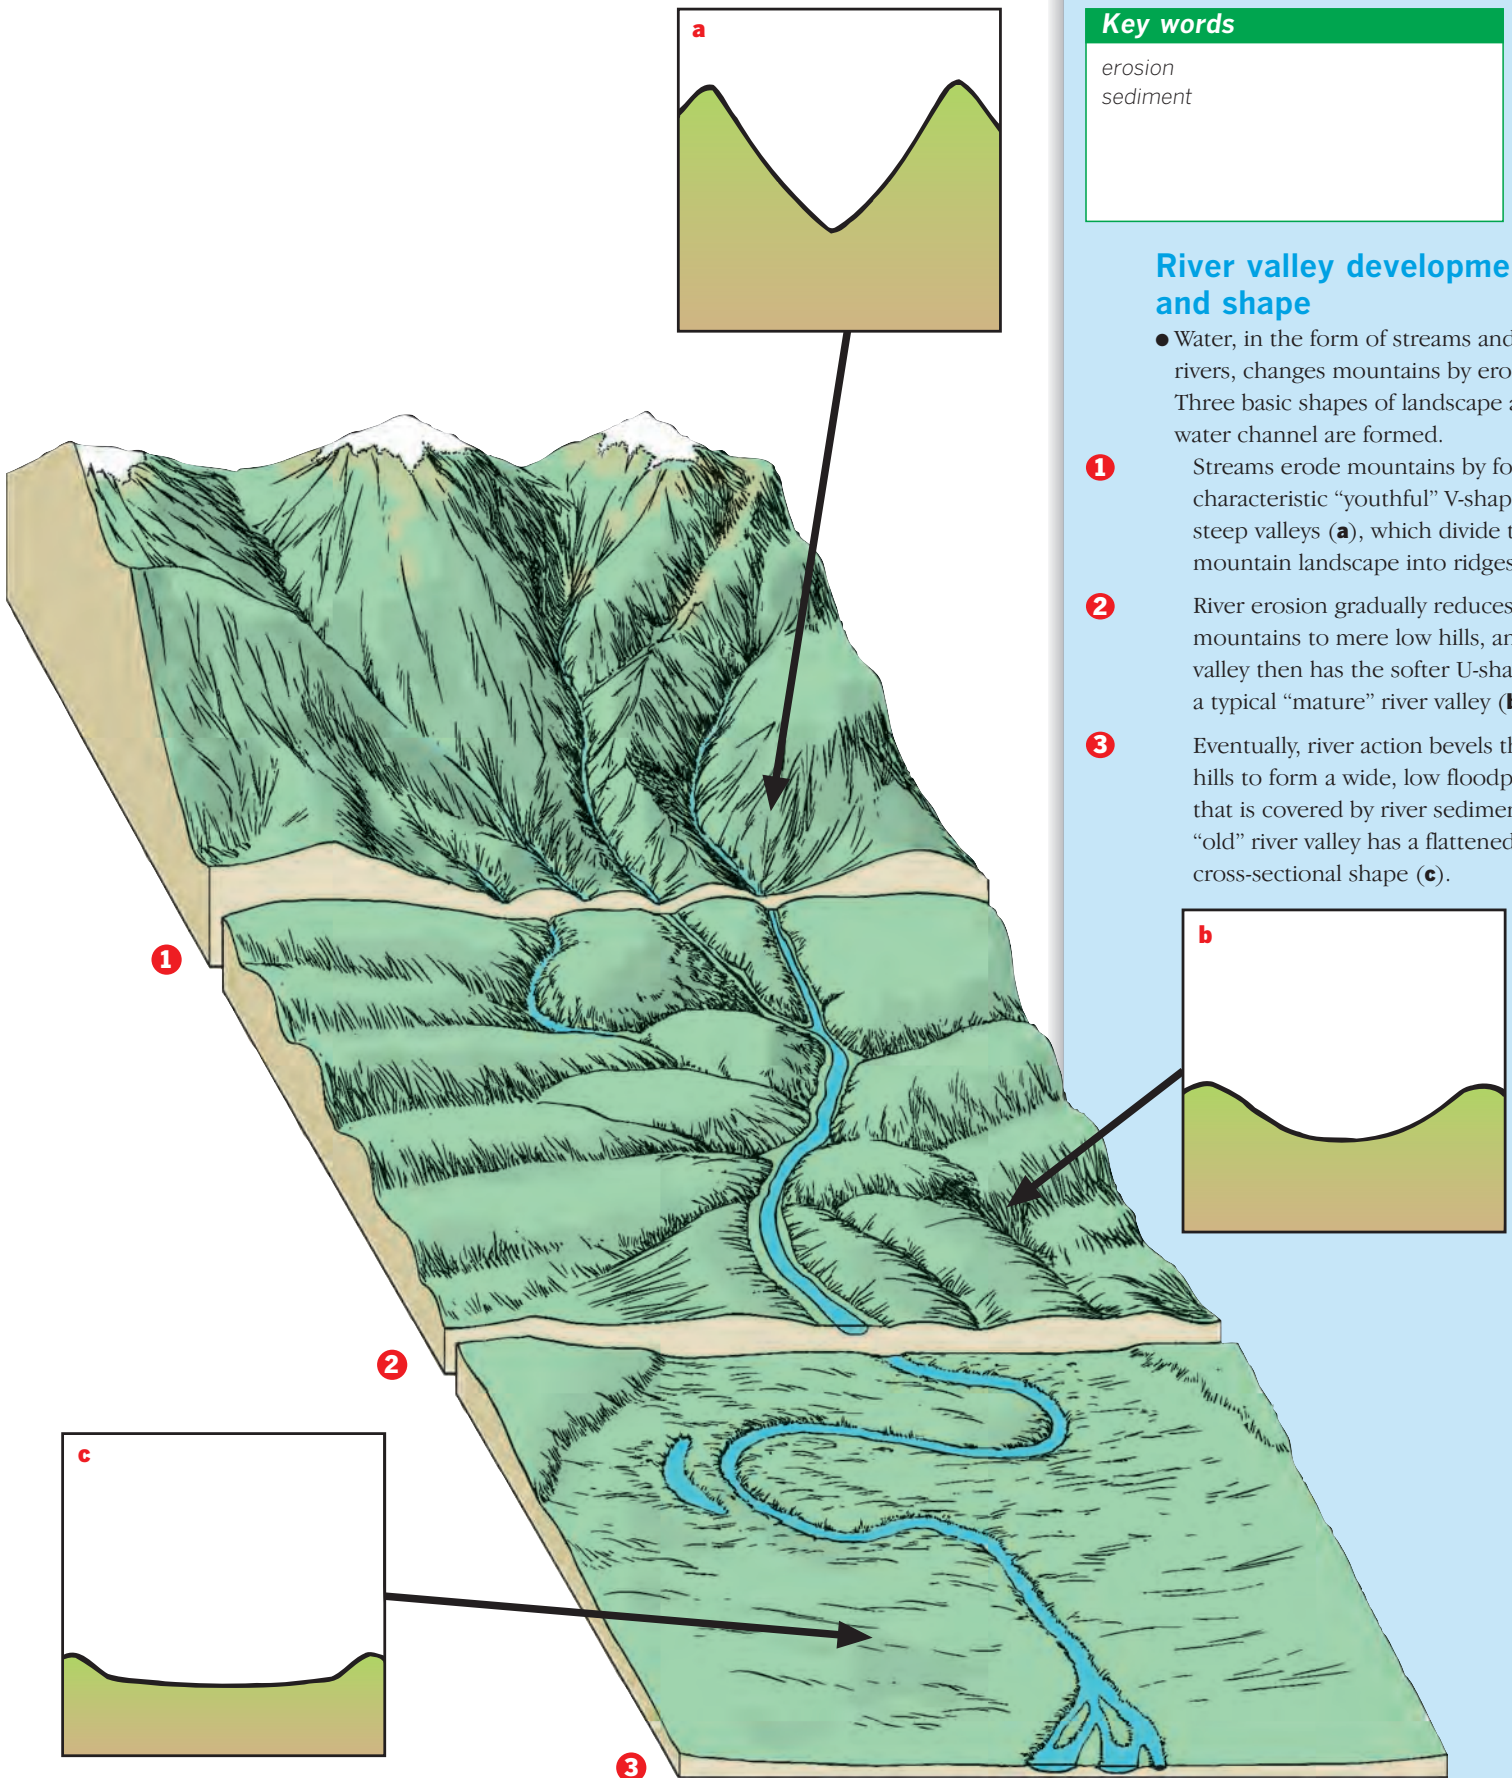 a
Key words
erosion
sediment
River valley developme
and shape
● Water, in the form of streams and
rivers, changes mountains by ero
Three basic shapes of landscape a
water channel are formed.
1 Streams erode mountains by fo
characteristic “youthful” V-shap
steep valleys (a), which divide t
mountain landscape into ridges
2 River erosion gradually reduces
mountains to mere low hills, an
valley then has the softer U-sha
a typical “mature” river valley (b
3 Eventually, river action bevels th
hills to form a wide, low floodp
that is covered by river sedimen
“old” river valley has a flattened
cross-sectional shape (c).
b
1
2
c
3